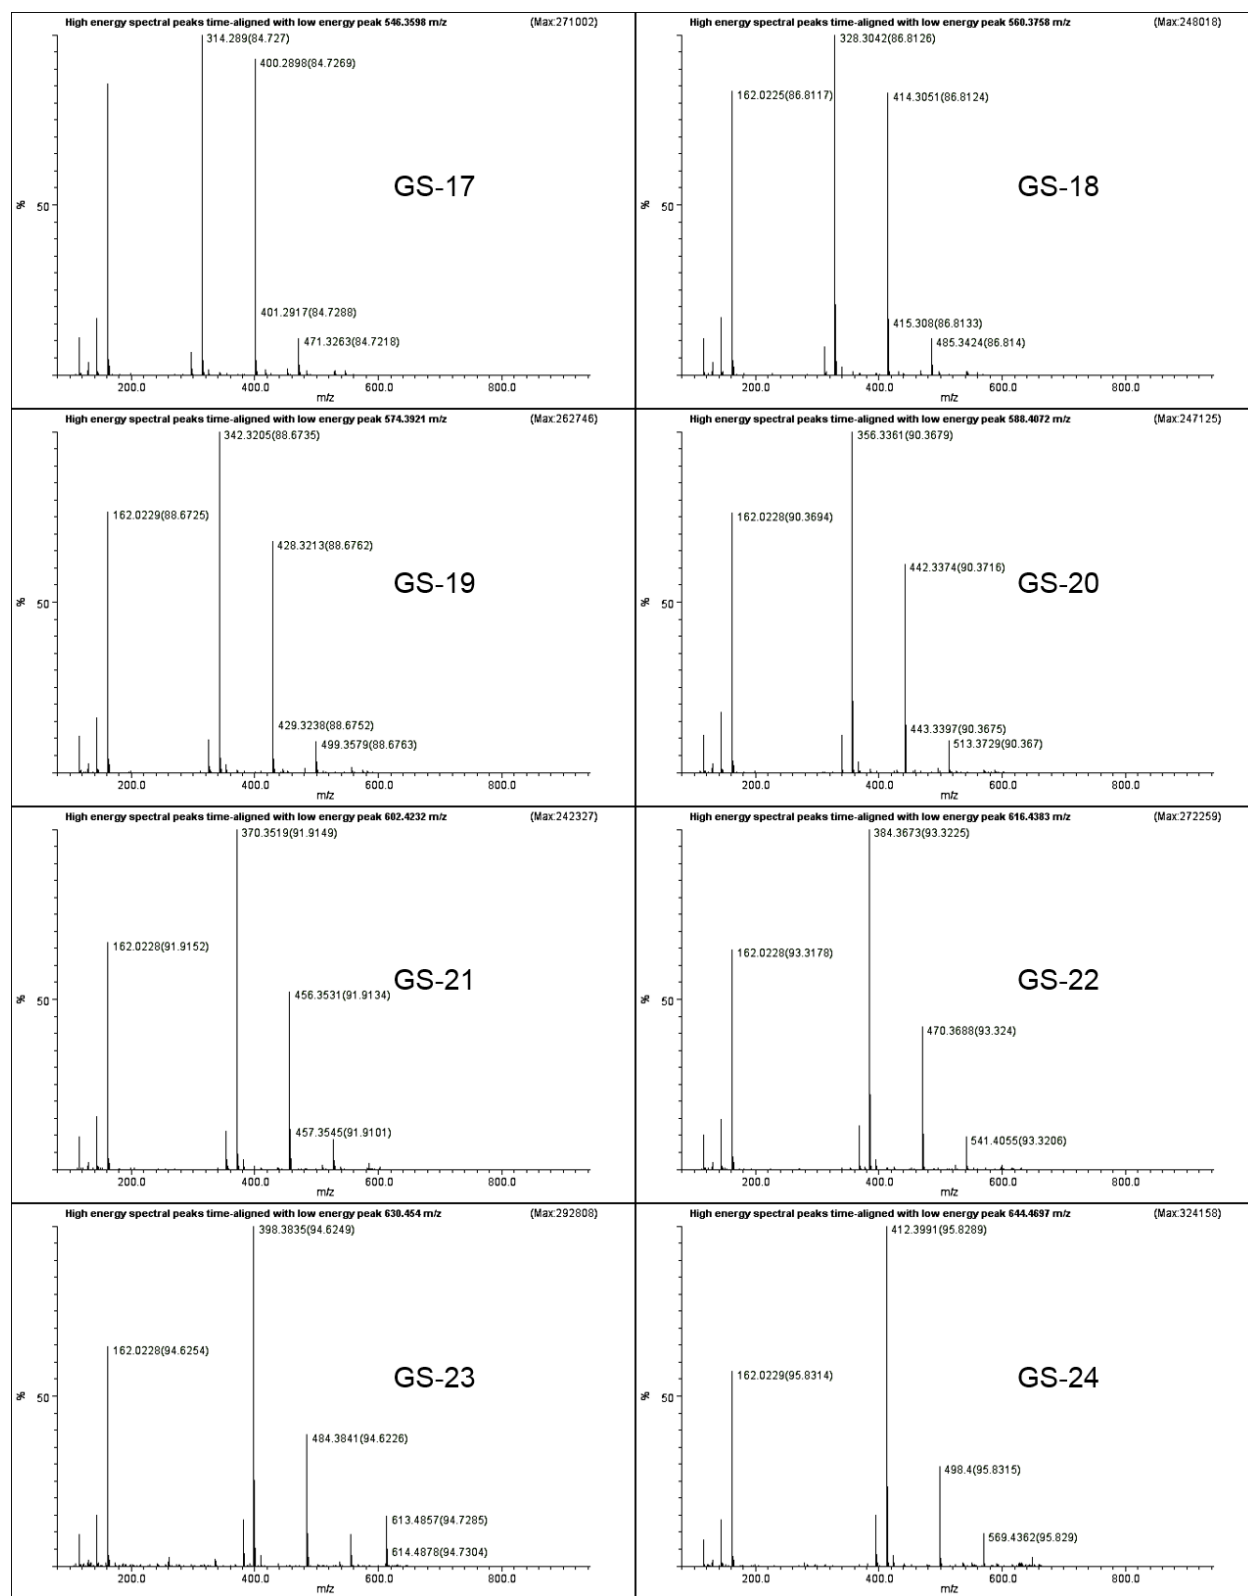 High energy spectral peaks time-aligned with low energy peak 546.3598 m/z (Max:271002)
314.289(84.727)
400.2898(84.7269)
GS-17
% 50
401.2917(84.7288)
471.3263(84.7218)
200.0 400.0 600.0 800.0
m/z
High energy spectral peaks time-aligned with low energy peak 560.3758 m/z (Max:248018)
328.3042(86.8126)
162.0225(86.8117)
414.3051(86.8124)
GS-18
% 50
415.308(86.8133)
485.3424(86.814)
200.0 400.0 600.0 800.0
m/z
High energy spectral peaks time-aligned with low energy peak 574.3921 m/z (Max:262746)
342.3205(88.6735)
162.0229(88.6725)
428.3213(88.6762)
GS-19
% 50
429.3238(88.6752)
499.3579(88.6763)
200.0 400.0 600.0 800.0
m/z
High energy spectral peaks time-aligned with low energy peak 588.4072 m/z (Max:247125)
356.3361(90.3679)
162.0228(90.3694)
442.3374(90.3716)
GS-20
% 50
443.3397(90.3675)
513.3729(90.367)
200.0 400.0 600.0 800.0
m/z
High energy spectral peaks time-aligned with low energy peak 602.4232 m/z (Max:242327)
370.3519(91.9149)
162.0228(91.9152)
GS-21
456.3531(91.9134)
% 50
457.3545(91.9101)
200.0 400.0 600.0 800.0
m/z
High energy spectral peaks time-aligned with low energy peak 616.4383 m/z (Max:272259)
384.3673(93.3225)
162.0228(93.3178)
GS-22
% 50
470.3688(93.324)
541.4055(93.3206)
200.0 400.0 600.0 800.0
m/z
High energy spectral peaks time-aligned with low energy peak 630.454 m/z (Max:292808)
398.3835(94.6249)
162.0228(94.6254)
GS-23
% 50
484.3841(94.6226)
613.4857(94.7285)
614.4878(94.7304)
200.0 400.0 600.0 800.0
m/z
High energy spectral peaks time-aligned with low energy peak 644.4697 m/z (Max:324158)
412.3991(95.8289)
162.0229(95.8314)
GS-24
% 50
498.4(95.8315)
569.4362(95.829)
200.0 400.0 600.0 800.0
m/z